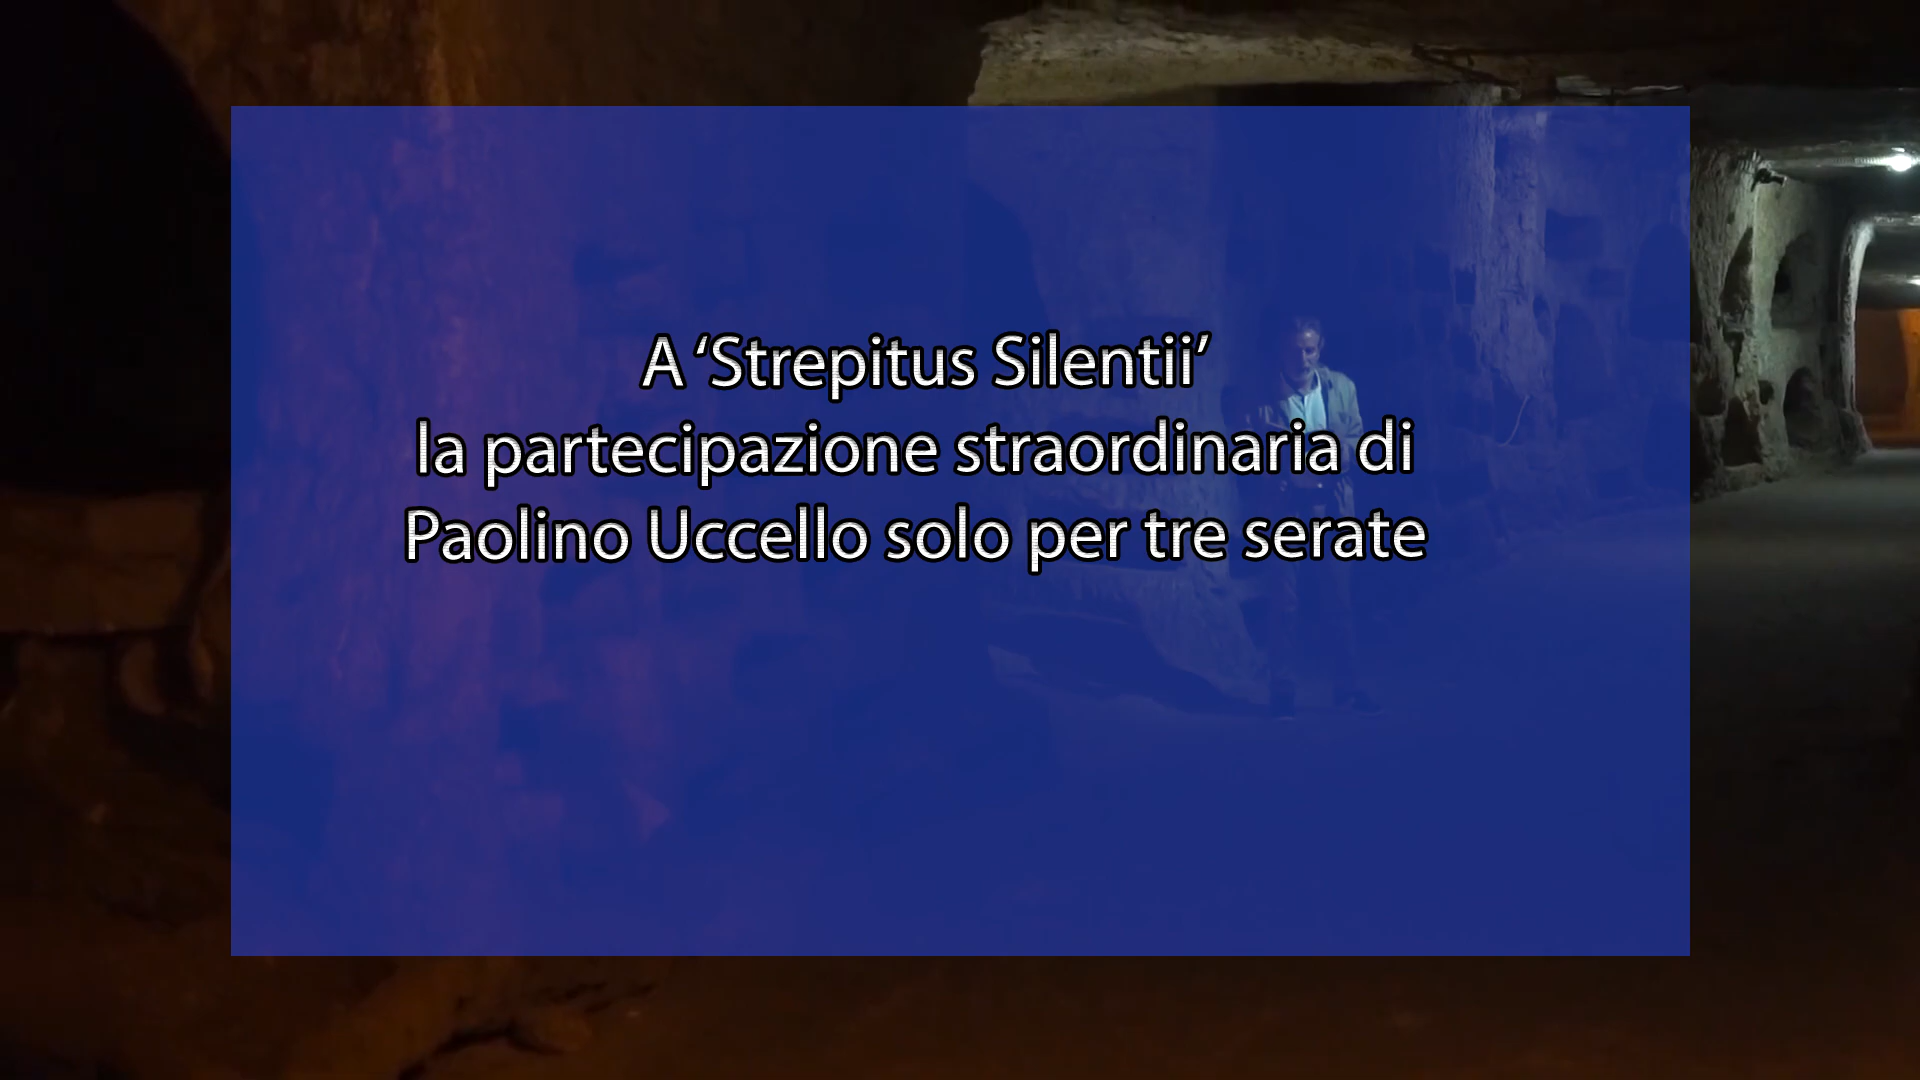 A ‘Strepitus Silentii’
la partecipazione straordinaria di
Paolino Uccello solo per tre serate